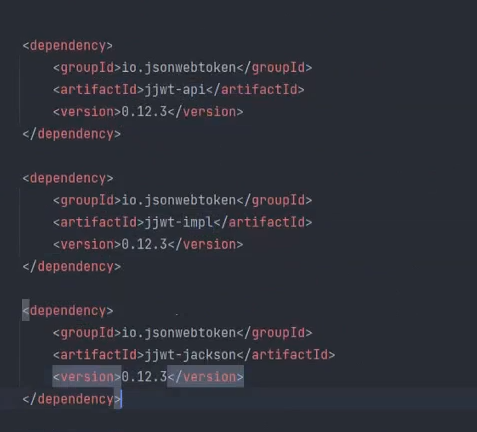 <dependency>
    <groupId>io.jsonwebtoken</groupId>
    <artifactId>jjwt-api</artifactId>
    <version>0.12.3</version>
</dependency>

<dependency>
    <groupId>io.jsonwebtoken</groupId>
    <artifactId>jjwt-impl</artifactId>
    <version>0.12.3</version>
</dependency>

<dependency>
    <groupId>io.jsonwebtoken</groupId>
    <artifactId>jjwt-jackson</artifactId>
    <version>0.12.3</version>
</dependency>